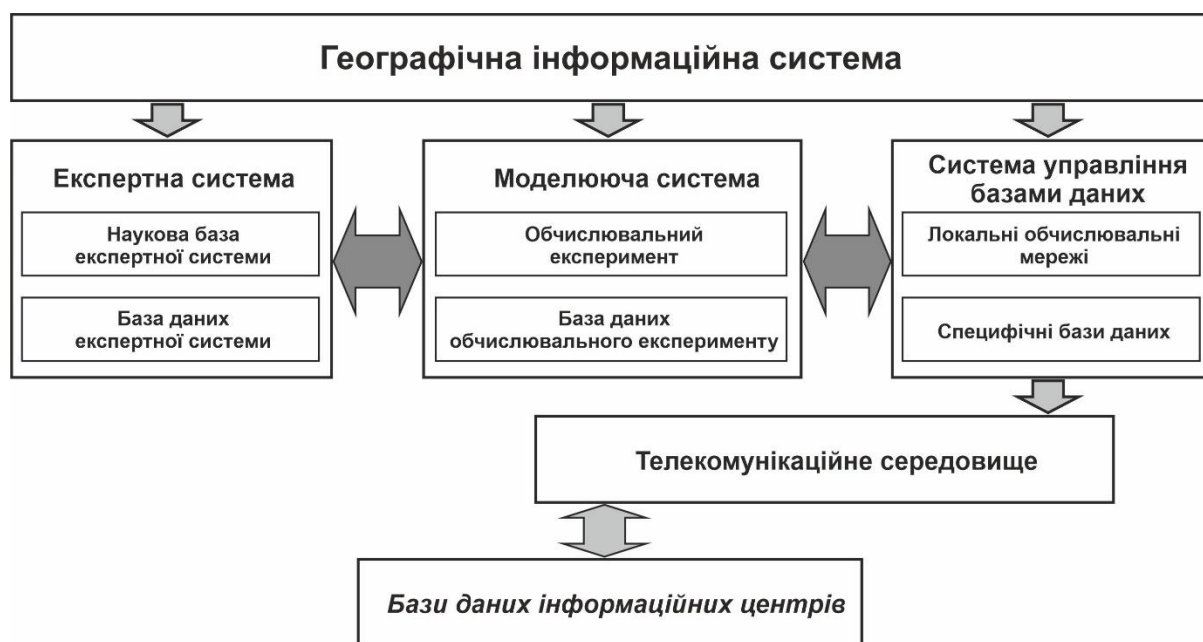 Географічна інформаційна система
Експертна система
Наукова база
експертної системи
База даних
експертної системи
Моделююча система
Обчислювальний
експеримент
База даних
обчислювального експерименту
Система управління
базами даних
Локальні обчислювальні
мережі
Специфічні бази даних
Телекомунікаційне середовище
Бази даних інформаційних центрів